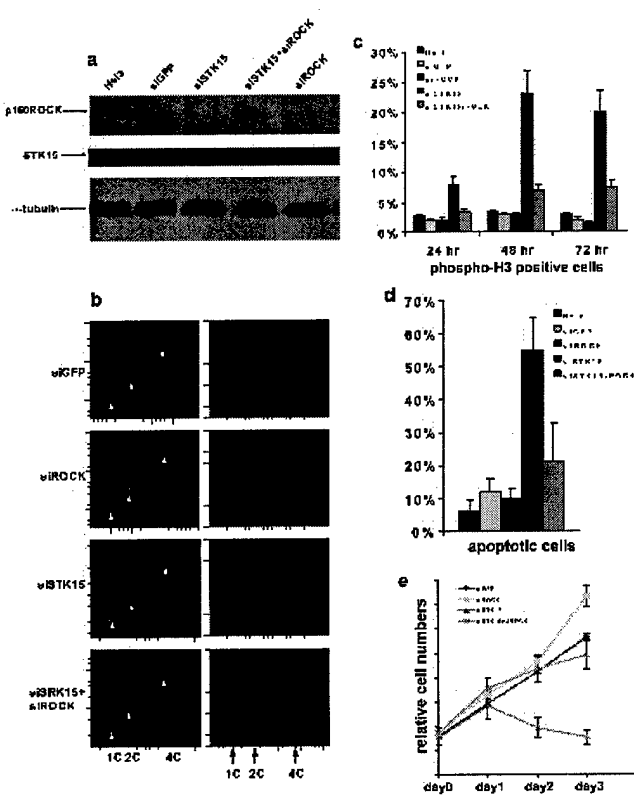 a
HeLa siGFP siSTK15 siSTK15+siROCK siROCK
p160ROCK
STK15
α-tubulin
b
siGFP
siROCK
siSTK15
siSRK15+
siROCK
1C 2C 4C
1C 2C 4C
c
30%
25%
20%
15%
10%
5%
0%
24 hr 48 hr 72 hr
phospho-H3 positive cells
d
70%
60%
50%
40%
30%
20%
10%
0%
apoptotic cells
e
relative cell numbers
day0 day1 day2 day3